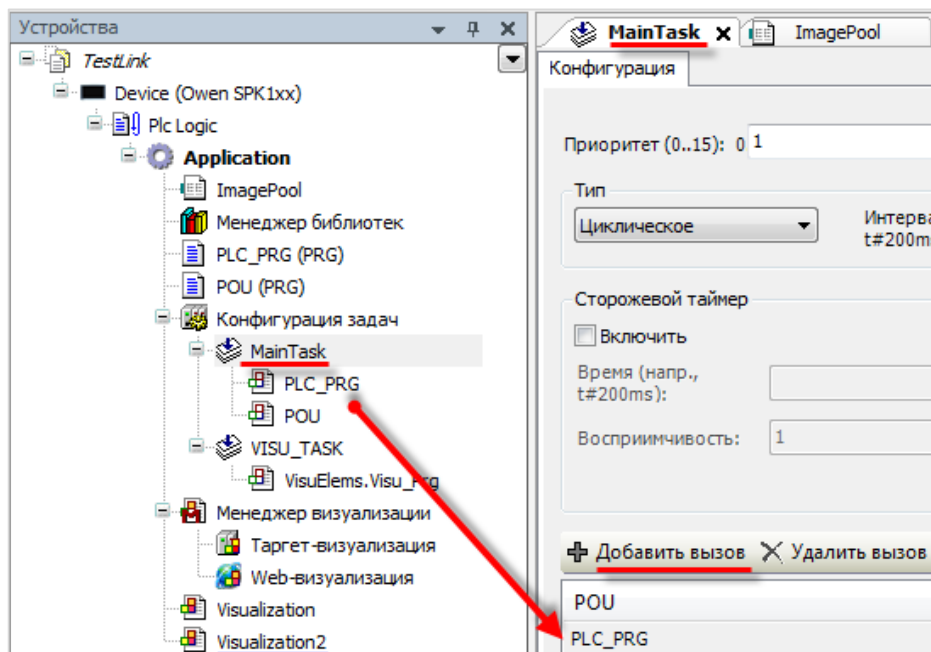 Устройства
TestLink
Device (Owen SPK1xx)
Plc Logic
Application
ImagePool
Менеджер библиотек
PLC_PRG (PRG)
POU (PRG)
Конфигурация задач
MainTask
PLC_PRG
POU
VISU_TASK
VisuElems.Visu_Prg
Менеджер визуализации
Таргет-визуализация
Web-визуализация
Visualization
Visualization2
MainTask ImagePool
Конфигурация
Приоритет (0..15): 0 1
Тип
Циклическое
Интерва
t#200m
Сторожевой таймер
Включить
Время (напр.,
t#200ms):
Восприимчивость: 1
Добавить вызов Удалить вызов
POU
PLC_PRG